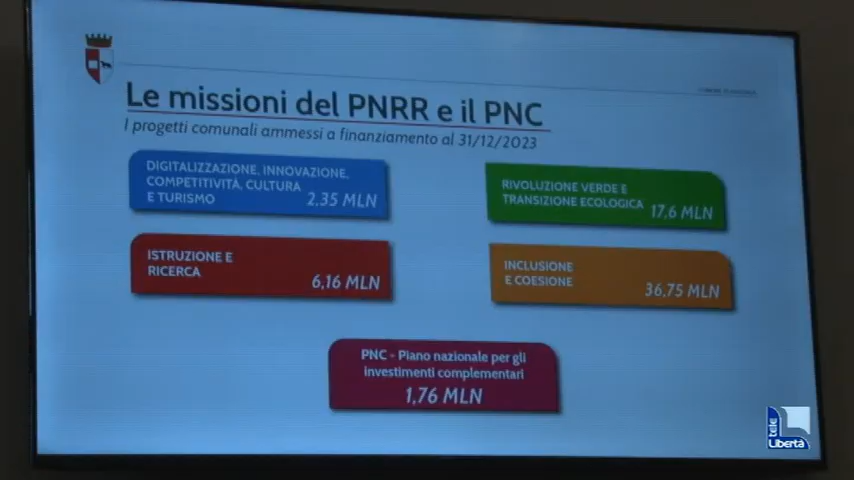 Le missioni del PNRR e il PNC
I progetti comunali ammessi a finanziamento al 31/12/2023
DIGITALIZZAZIONE, INNOVAZIONE,
COMPETITIVITÀ, CULTURA
E TURISMO 2,35 MLN
RIVOLUZIONE VERDE E
TRANSIZIONE ECOLOGICA 17,6 MLN
ISTRUZIONE E
RICERCA
6,16 MLN
INCLUSIONE
E COESIONE
36,75 MLN
PNC - Piano nazionale per gli
investimenti complementari
1,76 MLN
tele
Libertà